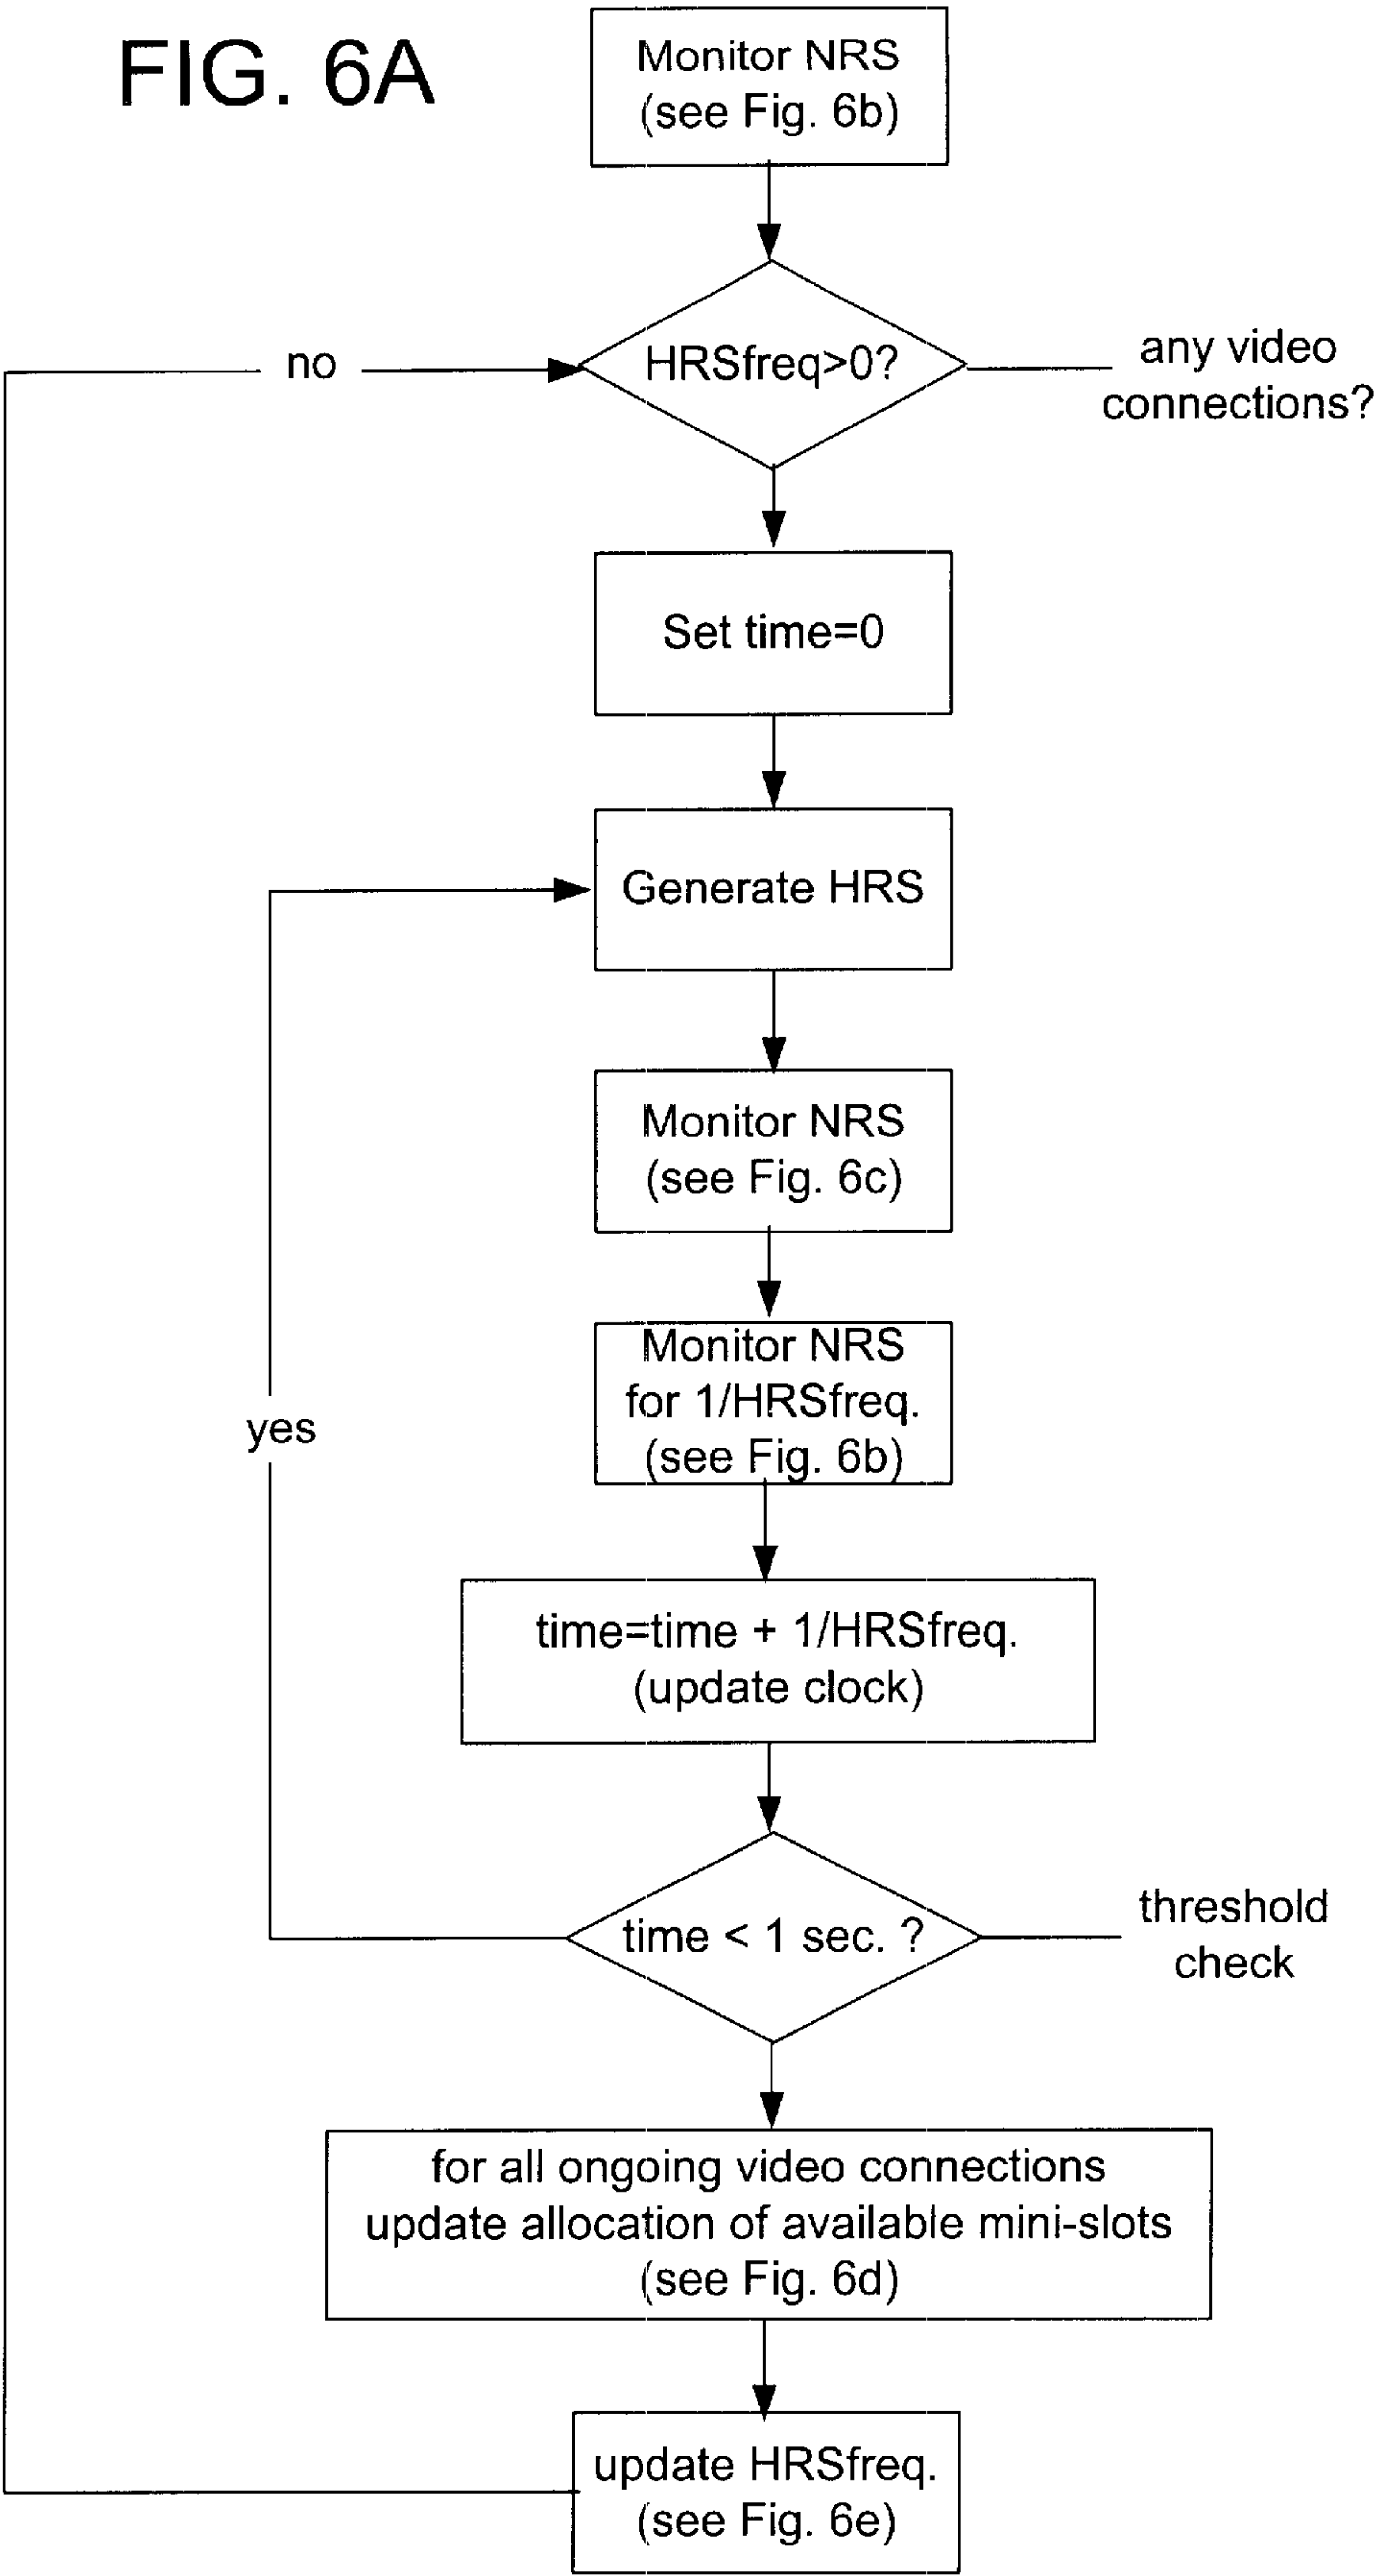 FIG. 6A
Monitor NRS
(see Fig. 6b)
no
HRSfreq>0?
any video
connections?
Set time=0
Generate HRS
Monitor NRS
(see Fig. 6c)
Monitor NRS
for 1/HRSfreq.
(see Fig. 6b)
yes
time=time + 1/HRSfreq.
(update clock)
time < 1 sec. ?
threshold
check
for all ongoing video connections
update allocation of available mini-slots
(see Fig. 6d)
update HRSfreq.
(see Fig. 6e)